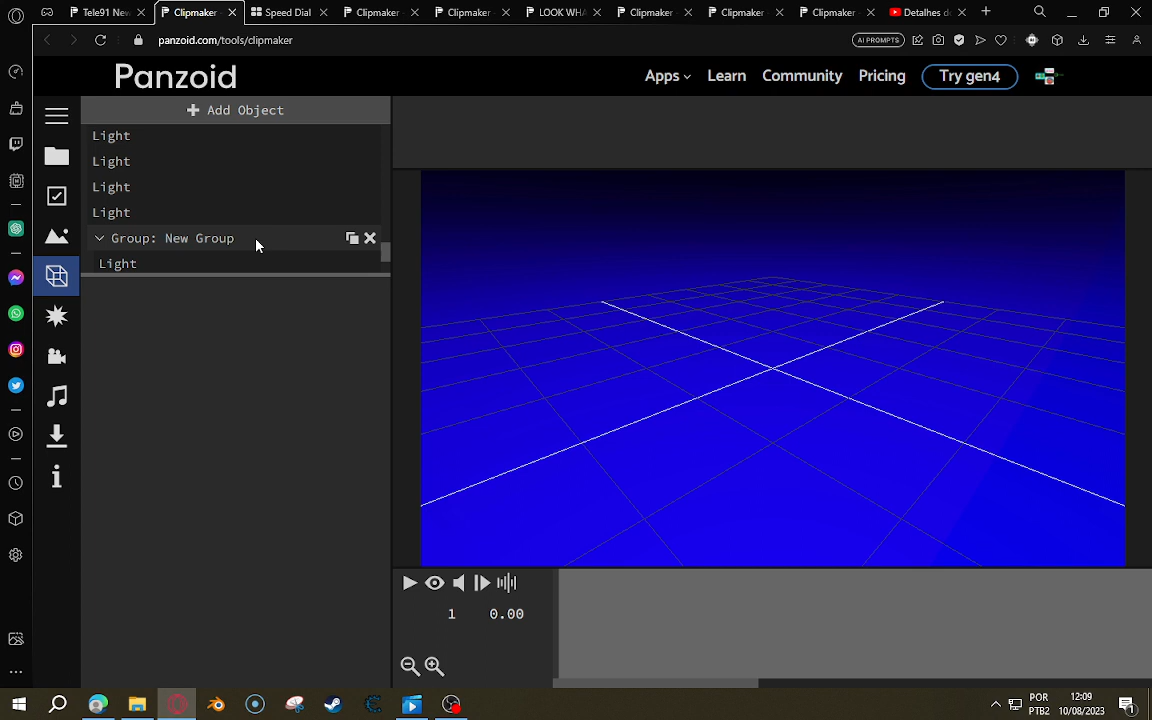 Tele91 Nev
Clipmaker
Speed Dial
Clipmaker
Clipmaker
LOOK WHA
Clipmaker
Clipmaker
Clipmaker
Detalhes d
panzoid.com/tools/clipmaker
AI PROMPTS
Panzoid
Apps
Learn
Community
Pricing
Try gen4
Add Object
Light
Light
Light
Light
Group: New Group
Light
1
0.00
POR
PTB2
12:09
10/08/2023
1